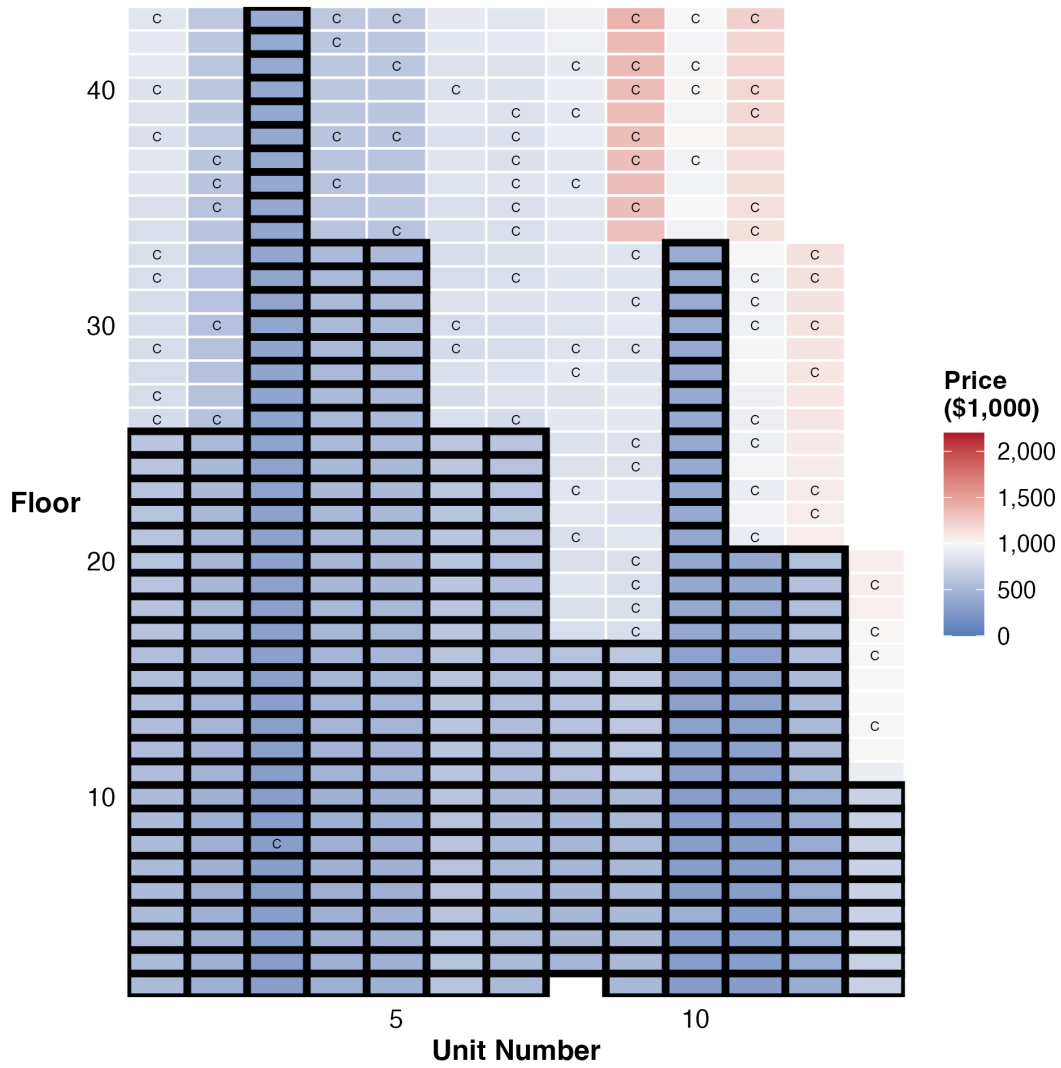 C C C C C C
C
C C C C
40 C C C C C
C C C
C C C C C
C C C C
C C C C
C C C C
C C C
C C C
C C C C
C C
30 C C C C
C C C C
C C
C
C C C C
C C
C
C C C
C
C C
20 C
C C
C
C C
C
C
10
C
Floor
5 10
Unit Number
Price
($1,000)
2,000
1,500
1,000
500
0